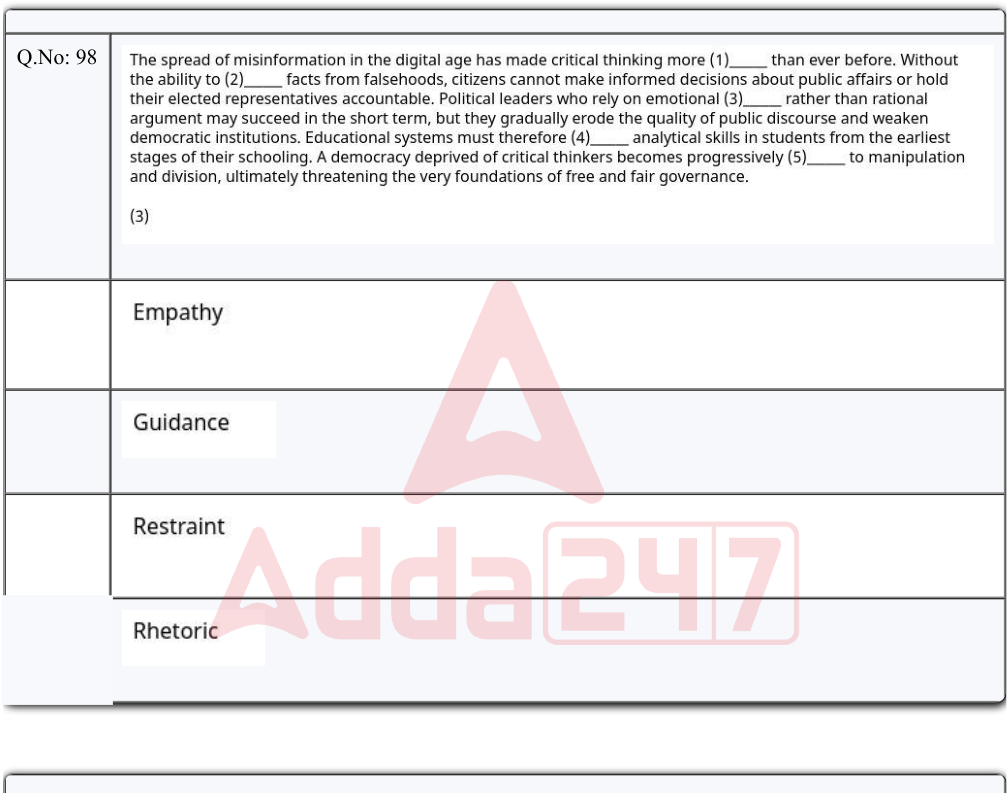 Q.No: 98
The spread of misinformation in the digital age has made critical thinking more (1)_____ than ever before. Without
the ability to (2)_____ facts from falsehoods, citizens cannot make informed decisions about public affairs or hold
their elected representatives accountable. Political leaders who rely on emotional (3)_____ rather than rational
argument may succeed in the short term, but they gradually erode the quality of public discourse and weaken
democratic institutions. Educational systems must therefore (4)_____ analytical skills in students from the earliest
stages of their schooling. A democracy deprived of critical thinkers becomes progressively (5)_____ to manipulation
and division, ultimately threatening the very foundations of free and fair governance.
(3)
Empathy
Guidance
Restraint
Rhetoric
Adda247